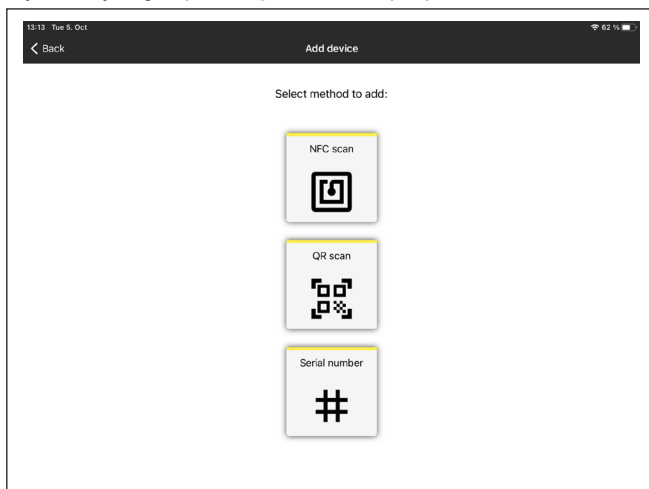 13:13 Tue 5. Oct
62 %
Back
Add device
Select method to add:
NFC scan
QR scan
Serial number